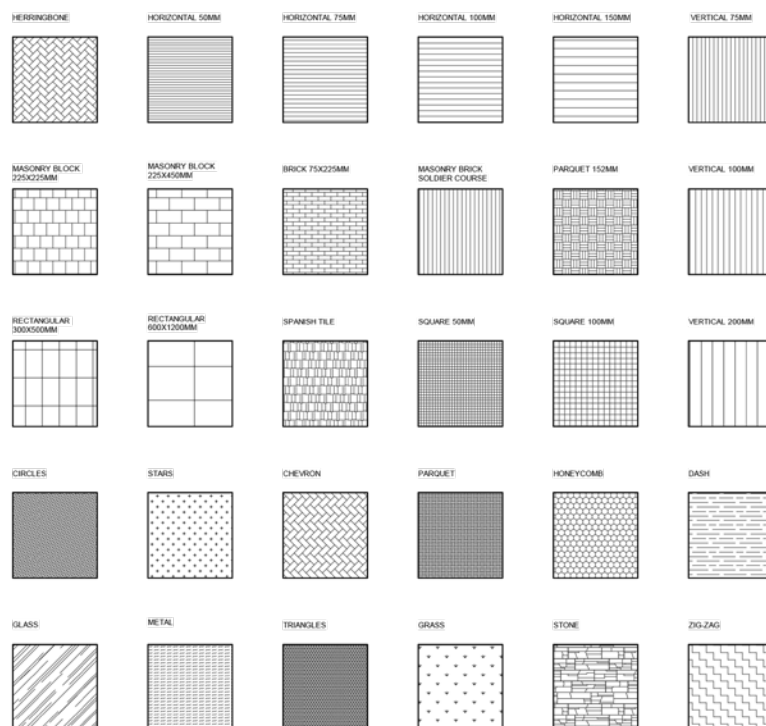 HERRINGBONE
HORIZONTAL 50MM
HORIZONTAL 75MM
HORIZONTAL 100MM
HORIZONTAL 150MM
VERTICAL 75MM
MASONRY BLOCK
225X225MM
MASONRY BLOCK
225X450MM
BRICK 75X225MM
MASONRY BRICK
SOLDIER COURSE
PARQUET 152MM
VERTICAL 100MM
RECTANGULAR
300X500MM
RECTANGULAR
600X1200MM
SPANISH TILE
SQUARE 50MM
SQUARE 100MM
VERTICAL 200MM
CIRCLES
STARS
CHEVRON
PARQUET
HONEYCOMB
DASH
GLASS
METAL
TRIANGLES
GRASS
STONE
ZIG-ZAG